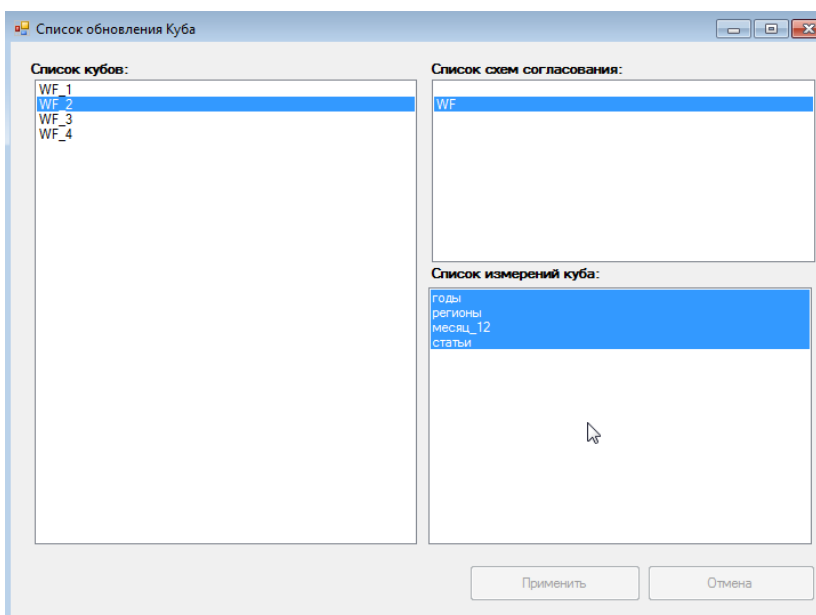 Список обновления Куба
Список кубов:
WF_1
WF_2
WF_3
WF_4
Список схем согласования:
WF
Список измерений куба:
годы
регионы
месяц_12
статьи
Применить
Отмена